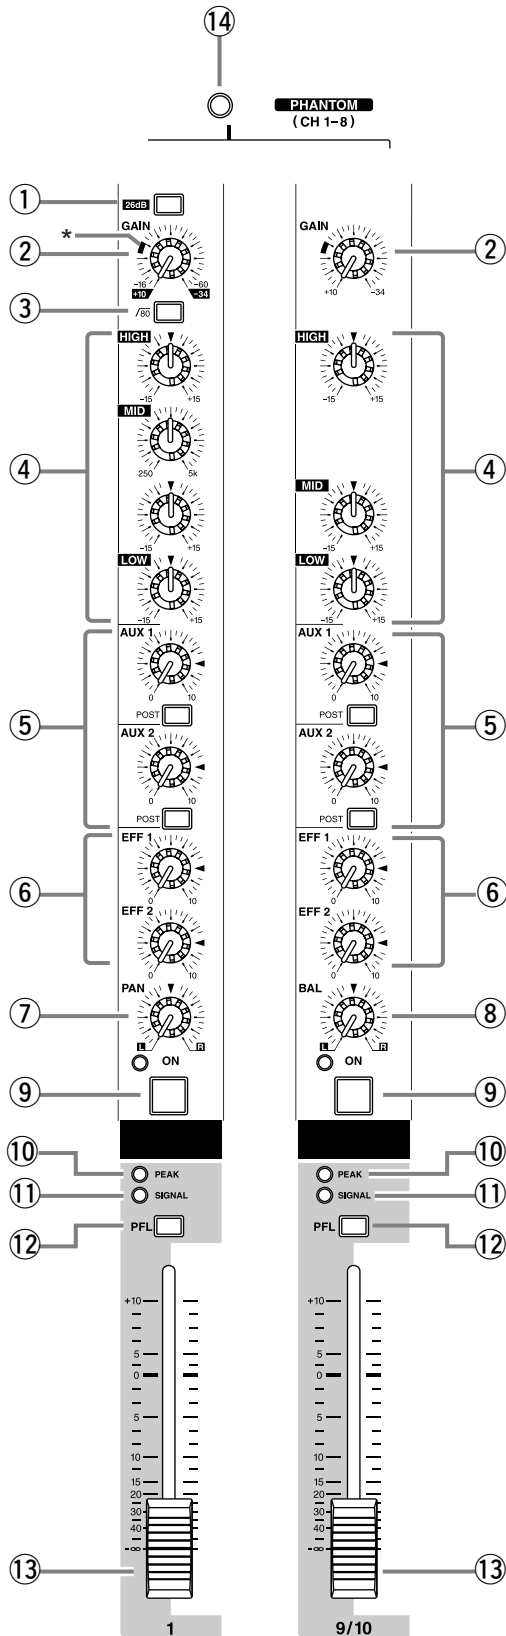 ⑭
PHANTOM
(CH 1-8)
① 26dB
* GAIN GAIN
② ②
-16 -60 +10 -34
+10 -34
③ /80
HIGH HIGH
-15 +15 -15 +15
MID
④ ④
250 5k
MID
-15 +15 -15 +15
LOW LOW
-15 +15 -15 +15
AUX 1 AUX 1
0 10 0 10
⑤ POST POST ⑤
AUX 2 AUX 2
0 10 0 10
POST POST
EFF 1 EFF 1
⑥ 0 10 0 10 ⑥
EFF 2 EFF 2
0 10 0 10
PAN BAL
⑦ ⑧
L R L R
ON ON
⑨ ⑨
⑩ PEAK PEAK ⑩
⑪ SIGNAL SIGNAL ⑪
⑫ PFL PFL ⑫
+10 +10
5 5
0 0
5 5
10 10
15 15
20 20
30 30
40 40
-∞ -∞
⑬ ⑬
1 9/10